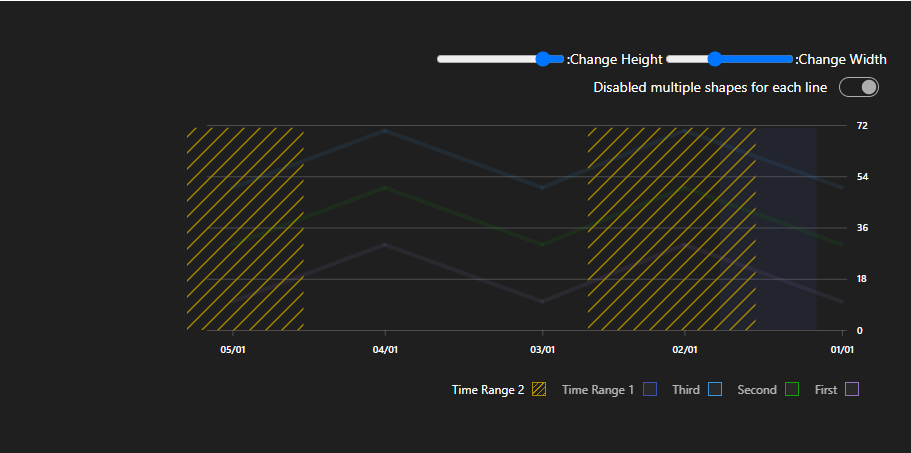 :Change Height :Change Width
Disabled multiple shapes for each line
72
54
36
18
0
05/01 04/01 03/01 02/01 01/01
Time Range 2 Time Range 1 Third Second First